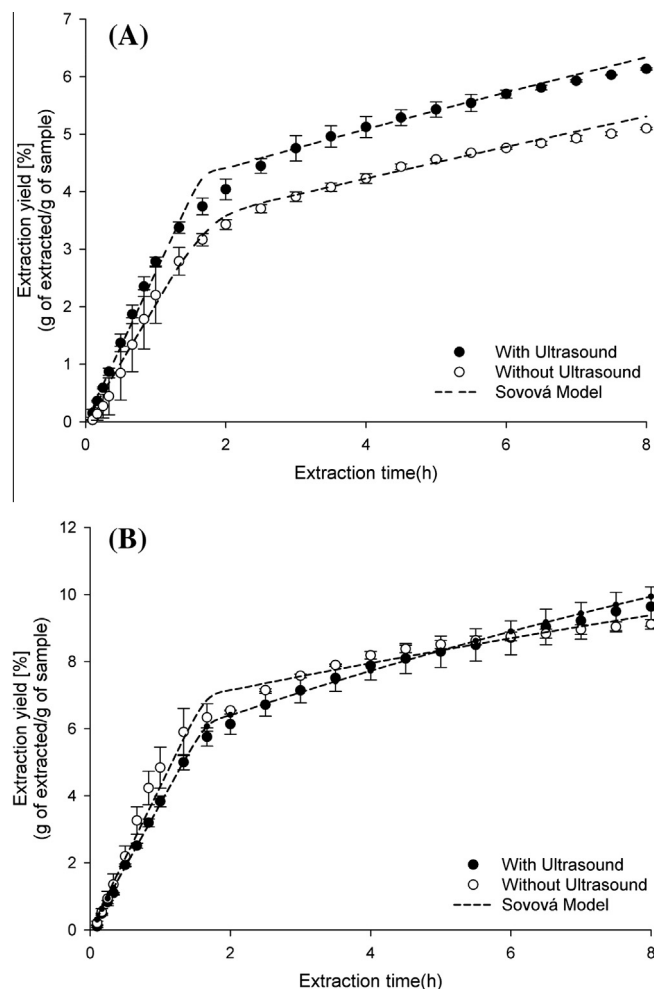 (A)
7
6
5
4
3
2
1
0
Extraction yield [%]
(g of extracted/g of sample)
With Ultrasound
Without Ultrasound
Sovová Model
0 2 4 6 8
Extraction time(h)
(B)
12
10
8
6
4
2
0
Extraction yield [%]
(g of extracted/g of sample)
With Ultrasound
Without Ultrasound
Sovová Model
0 2 4 6 8
Extraction time(h)